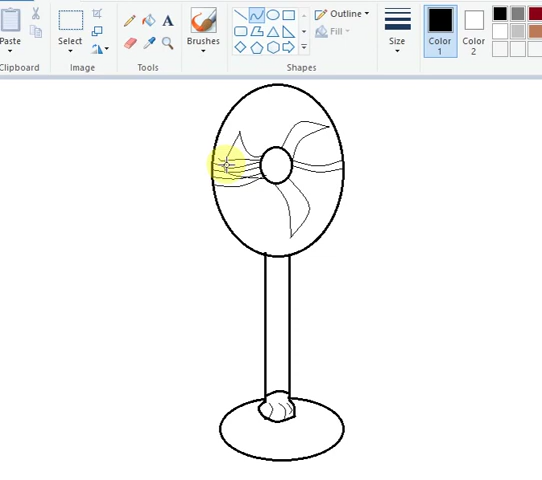 Paste
Select
A
Brushes
Outline
Fill
Size
Color
1
Color
2
Clipboard
Image
Tools
Shapes